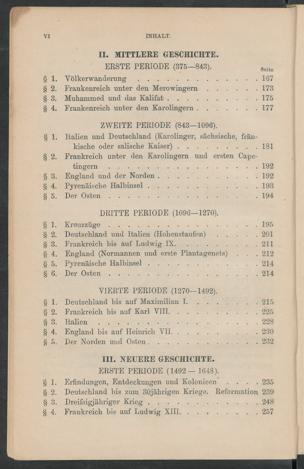 VI INHALT.
II. MITTLERE GESCHICHTE.
ERSTE PERIODE (375—843).
Seite
§ 1. Völkerwanderung . . . . . . . . . . . . 167
§ 2. Frankenreich unter den Merowingern . . . . . 173
§ 3. Muhammed und das Kalifat . . . . . . . . 175
§ 4. Frankenreich unter den Karolingern . . . . . 177
ZWEITE PERIODE (843—1096).
§ 1. Italien und Deutschland (Karolinger, sächsische, frän-
kische oder salische Kaiser) . . . . . . . . 181
§ 2. Frankreich unter den Karolingern und ersten Cape-
tingern . . . . . . . . . . . . . . 192
§ 3. England und der Norden . . . . . . . . . 192
§ 4. Pyrenäische Halbinsel . . . . . . . . . . 193
§ 5. Der Osten . . . . . . . . . . . . . . 194
DRITTE PERIODE (1096—1270).
§ 1. Kreuzzüge . . . . . . . . . . . . . . 195
§ 2. Deutschland und Italien (Hohenstaufen) . . . . 201
§ 3. Frankreich bis auf Ludwig IX. . . . . . . . 211
§ 4. England (Normannen und erste Plantagenets) . . 212
§ 5. Pyrenäische Halbinsel . . . . . . . . . . 214
§ 6. Der Osten . . . . . . . . . . . . . . 214
VIERTE PERIODE (1270—1492).
§ 1. Deutschland bis auf Maximilian I. . . . . . . 215
§ 2. Frankreich bis auf Karl VIII. . . . . . . . 225
§ 3. Italien . . . . . . . . . . . . . . . 228
§ 4. England bis auf Heinrich VII. . . . . . . . 230
§ 5. Der Norden und Osten . . . . . . . . . . 232
III. NEUERE GESCHICHTE.
ERSTE PERIODE (1492 — 1648).
§ 1. Erfindungen, Entdeckungen und Kolonieen . . . 235
§ 2. Deutschland bis zum 30jährigen Kriege. Reformation 239
§ 3. Dreißigjähriger Krieg . . . . . . . . . . 248
§ 4. Frankreich bis auf Ludwig XIII. . . . . . . 257